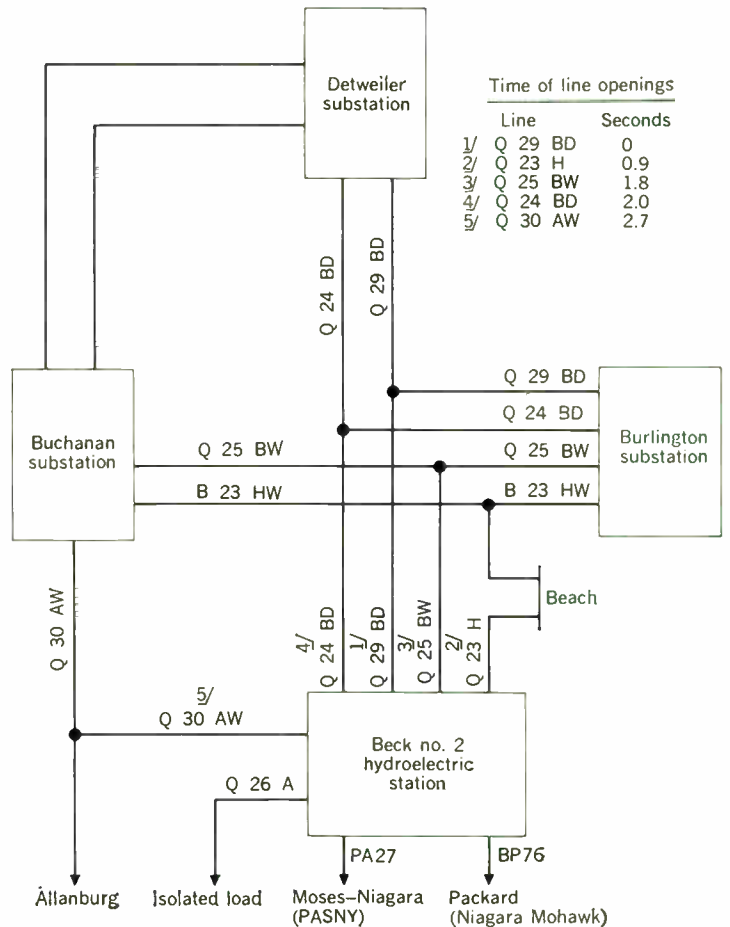 Detweiler
substation
Time of line openings
Line Seconds
1/ Q 29 BD 0
2/ Q 23 H 0.9
3/ Q 25 BW 1.8
4/ Q 24 BD 2.0
5/ Q 30 AW 2.7
Q 24 BD
Q 29 BD
Buchanan
substation
Q 29 BD
Q 24 BD
Q 25 BW
Q 25 BW
B 23 HW
B 23 HW
Burlington
substation
Q 30 AW
4/
Q 24 BD
1/
Q 29 BD
3/
Q 25 BW
2/
Q 23 H
Beach
5/
Q 30 AW
Q 26 A
Beck no. 2
hydroelectric
station
PA27
BP76
Allanburg
Isolated load
Moses–Niagara
(PASNY)
Packard
(Niagara Mohawk)